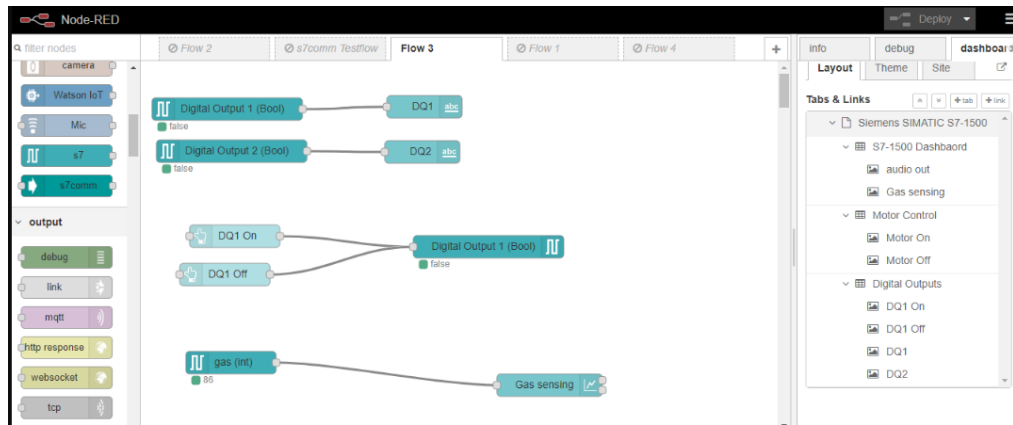 Node-RED
Deploy
filter nodes
camera
Watson IoT
Mic
s7
s7comm
output
debug
link
mqtt
http response
websocket
tcp
Flow 2
s7comm Testflow
Flow 3
Flow 1
Flow 4
+
Digital Output 1 (Bool)
false
DQ1
abc
Digital Output 2 (Bool)
false
DQ2
abc
DQ1 On
DQ1 Off
Digital Output 1 (Bool)
false
gas (int)
86
Gas sensing
info
debug
dashboard
Layout
Theme
Site
Tabs & Links
+tab
+link
Siemens SIMATIC S7-1500
S7-1500 Dashbaord
audio out
Gas sensing
Motor Control
Motor On
Motor Off
Digital Outputs
DQ1 On
DQ1 Off
DQ1
DQ2